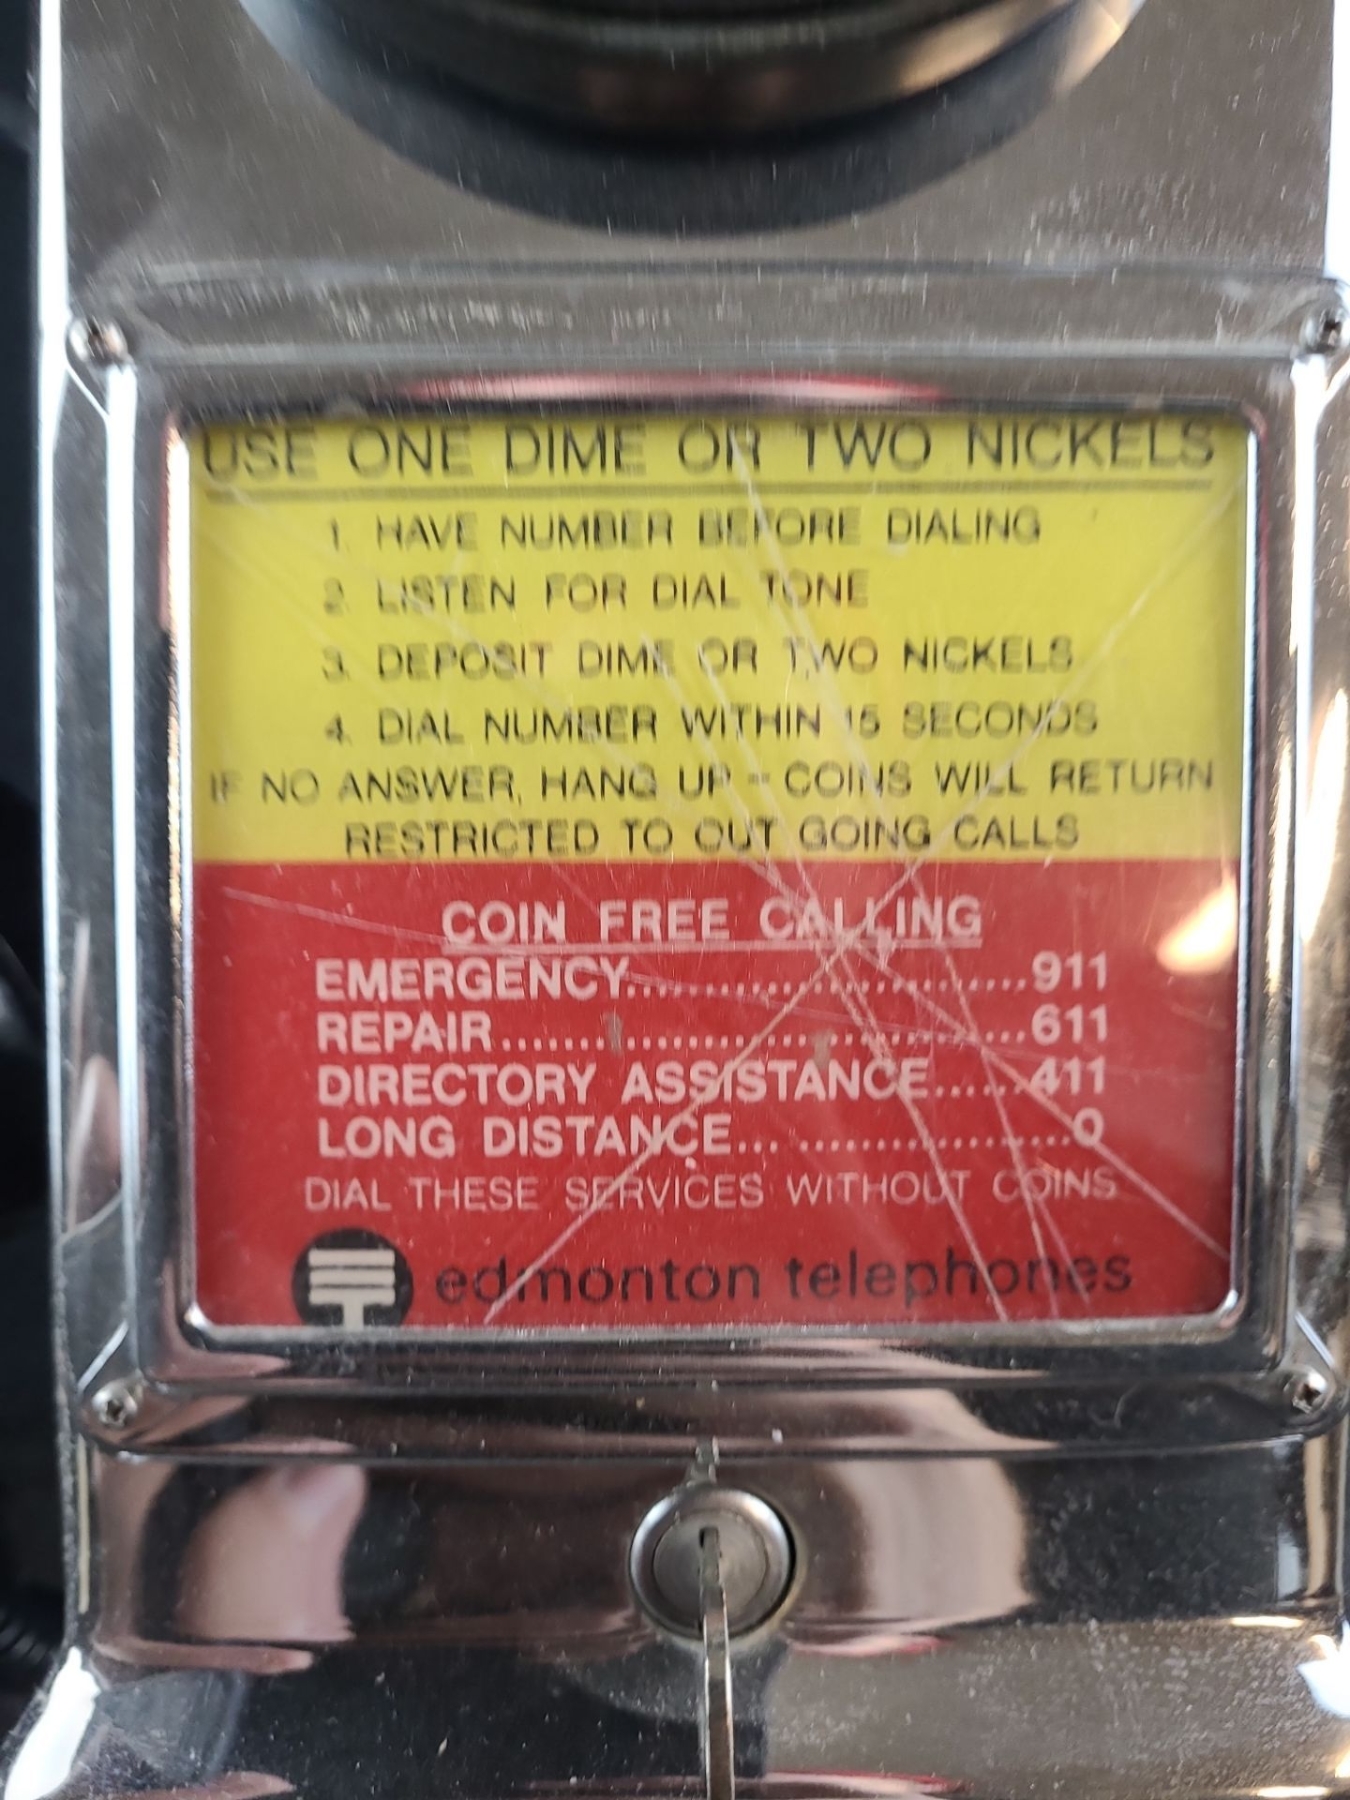 USE ONE DIME OR TWO NICKELS
1. HAVE NUMBER BEFORE DIALING
2. LISTEN FOR DIAL TONE
3. DEPOSIT DIME OR TWO NICKELS
4. DIAL NUMBER WITHIN 15 SECONDS
IF NO ANSWER, HANG UP - COINS WILL RETURN
RESTRICTED TO OUT GOING CALLS
COIN FREE CALLING
EMERGENCY..............................911
REPAIR.......................................611
DIRECTORY ASSISTANCE......411
LONG DISTANCE... ....................0
DIAL THESE SERVICES WITHOUT COINS
edmonton telephones